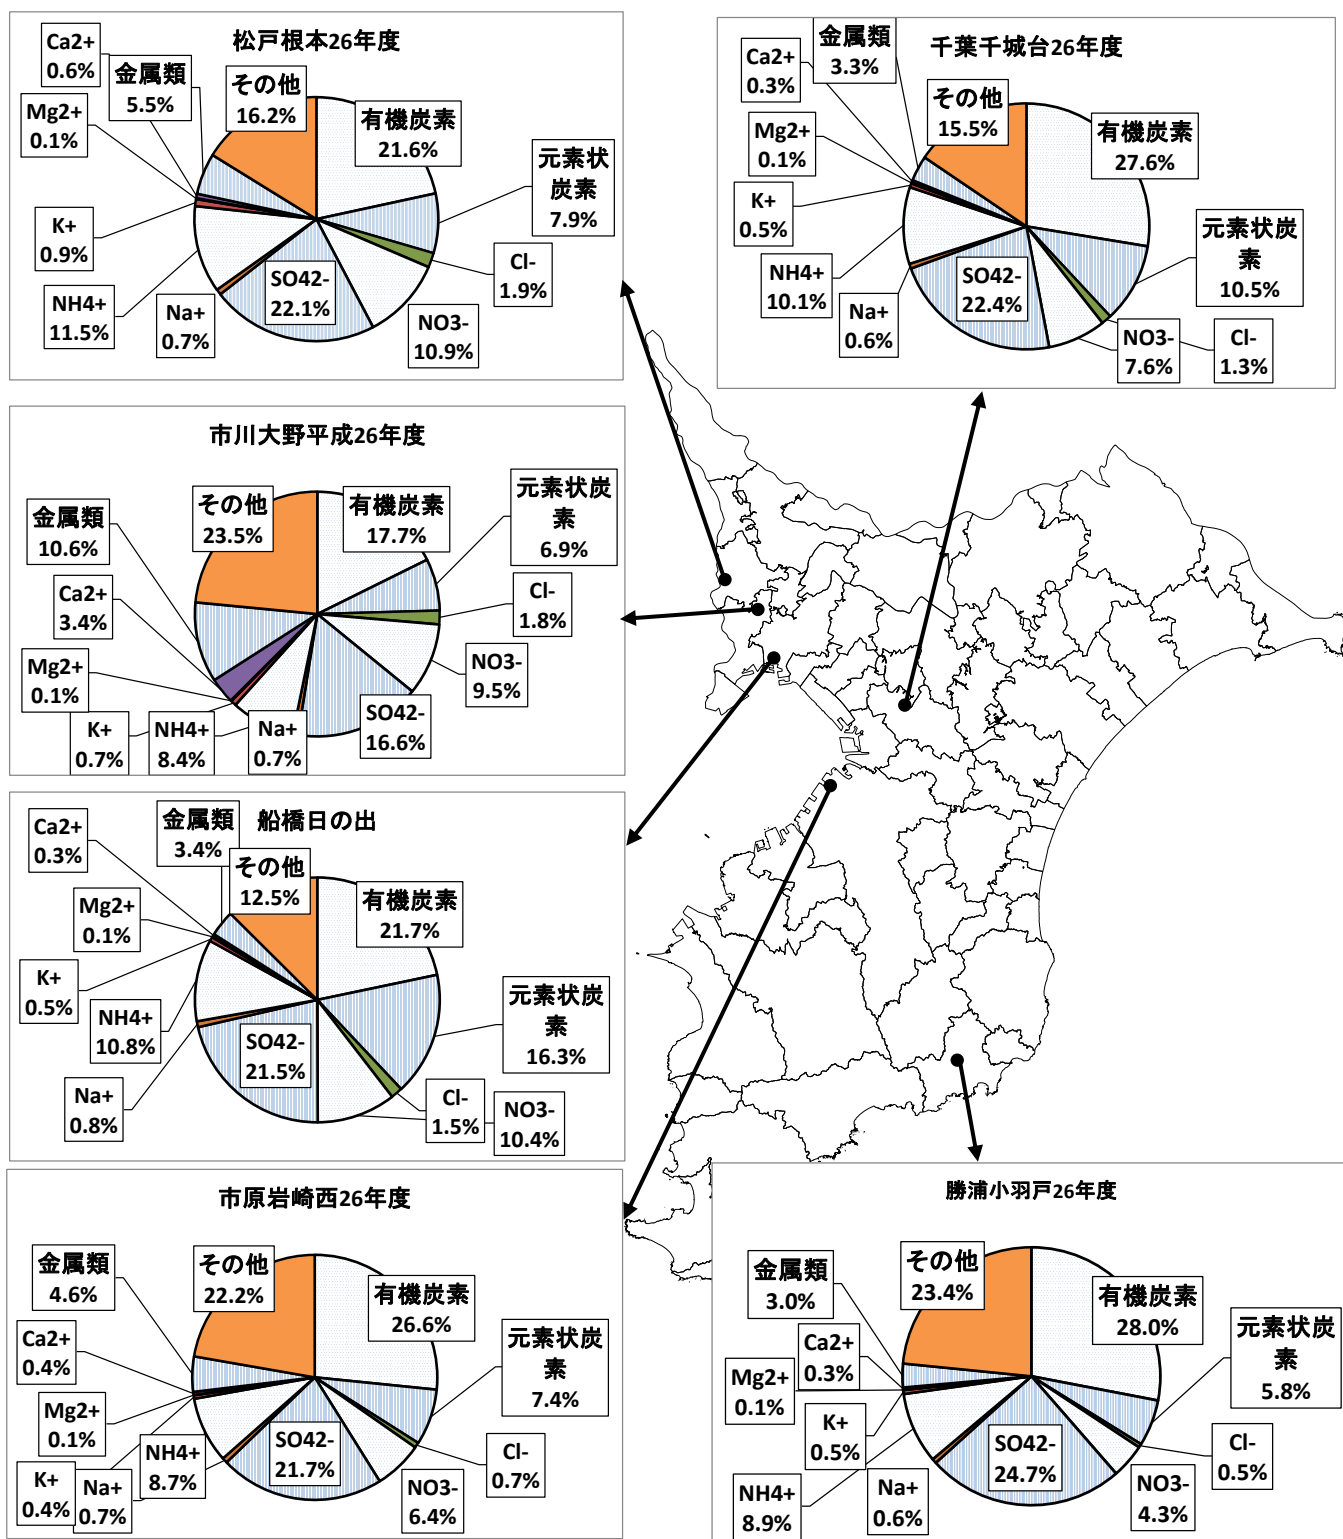 松戸根本26年度
Ca2+
0.6%
金属類
5.5%
その他
16.2%
有機炭素
21.6%
元素状
炭素
7.9%
Mg2+
0.1%
K+
0.9%
Cl-
1.9%
NH4+
11.5%
Na+
0.7%
SO42-
22.1%
NO3-
10.9%
千葉千城台26年度
金属類
3.3%
Ca2+
0.3%
その他
15.5%
有機炭素
27.6%
Mg2+
0.1%
K+
0.5%
元素状炭
素
10.5%
NH4+
10.1%
SO42-
22.4%
Na+
0.6%
NO3-
7.6%
Cl-
1.3%
市川大野平成26年度
金属類
10.6%
その他
23.5%
有機炭素
17.7%
元素状炭
素
6.9%
Ca2+
3.4%
Cl-
1.8%
Mg2+
0.1%
NO3-
9.5%
K+
0.7%
NH4+
8.4%
Na+
0.7%
SO42-
16.6%
船橋日の出
金属類
3.4%
Ca2+
0.3%
その他
12.5%
有機炭素
21.7%
Mg2+
0.1%
K+
0.5%
元素状炭
素
16.3%
NH4+
10.8%
SO42-
21.5%
Na+
0.8%
Cl-
1.5%
NO3-
10.4%
市原岩崎西26年度
金属類
4.6%
その他
22.2%
有機炭素
26.6%
Ca2+
0.4%
元素状炭
素
7.4%
Mg2+
0.1%
NH4+
8.7%
SO42-
21.7%
Cl-
0.7%
K+
0.4%
Na+
0.7%
NO3-
6.4%
勝浦小羽戸26年度
金属類
3.0%
その他
23.4%
有機炭素
28.0%
元素状炭
素
5.8%
Ca2+
0.3%
Mg2+
0.1%
K+
0.5%
SO42-
24.7%
Cl-
0.5%
NH4+
8.9%
Na+
0.6%
NO3-
4.3%